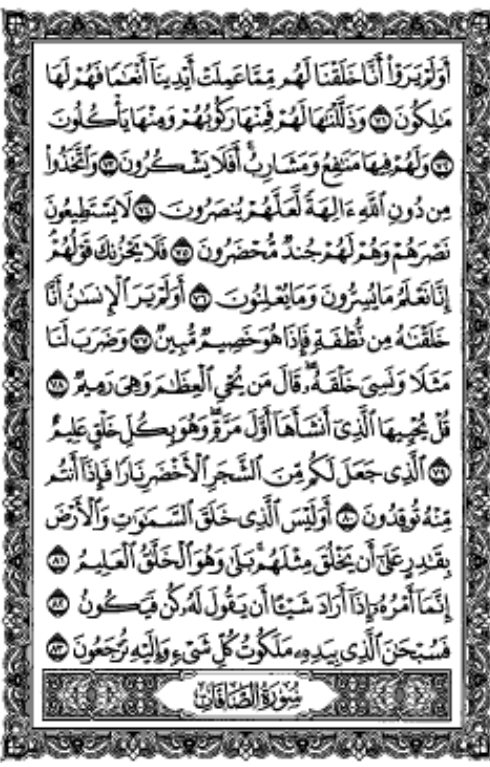 أَوَلَمْ يَرَوْا۟ أَنَّا خَلَقْنَا لَهُم مِّمَّا عَمِلَتْ أَيْدِينَآ أَنْعَـٰمًا فَهُمْ لَهَا
مَـٰلِكُونَ ٧١ وَذَلَّلْنَـٰهَا لَهُمْ فَمِنْهَا رَكُوبُهُمْ وَمِنْهَا يَأْكُلُونَ
٧٢ وَلَهُمْ فِيهَا مَنَـٰفِعُ وَمَشَارِبُ ۖ أَفَلَا يَشْكُرُونَ ٧٣ وَٱتَّخَذُوا۟
مِن دُونِ ٱللَّهِ ءَالِهَةً لَّعَلَّهُمْ يُنصَرُونَ ٧٤ لَا يَسْتَطِيعُونَ
نَصْرَهُمْ وَهُمْ لَهُمْ جُندٌ مُّحْضَرُونَ ٧٥ فَلَا يَحْزُنكَ قَوْلُهُمْ ۘ
إِنَّا نَعْلَمُ مَا يُسِرُّونَ وَمَا يُعْلِنُونَ ٧٦ أَوَلَمْ يَرَ ٱلْإِنسَـٰنُ أَنَّا
خَلَقْنَـٰهُ مِن نُّطْفَةٍ فَإِذَا هُوَ خَصِيمٌ مُّبِينٌ ٧٧ وَضَرَبَ لَنَا
مَثَلًا وَنَسِىَ خَلْقَهُۥ ۖ قَالَ مَن يُحْىِ ٱلْعِظَـٰمَ وَهِىَ رَمِيمٌ ٧٨
قُلْ يُحْيِيهَا ٱلَّذِىٓ أَنشَأَهَآ أَوَّلَ مَرَّةٍ ۖ وَهُوَ بِكُلِّ خَلْقٍ عَلِيمٌ
٧٩ ٱلَّذِى جَعَلَ لَكُم مِّنَ ٱلشَّجَرِ ٱلْأَخْضَرِ نَارًا فَإِذَآ أَنتُم
مِّنْهُ تُوقِدُونَ ٨٠ أَوَلَيْسَ ٱلَّذِى خَلَقَ ٱلسَّمَـٰوَٰتِ وَٱلْأَرْضَ
بِقَـٰدِرٍ عَلَىٰٓ أَن يَخْلُقَ مِثْلَهُم ۚ بَلَىٰ وَهُوَ ٱلْخَلَّـٰقُ ٱلْعَلِيمُ ٨١
إِنَّمَآ أَمْرُهُۥٓ إِذَآ أَرَادَ شَيْـًٔا أَن يَقُولَ لَهُۥ كُن فَيَكُونُ ٨٢
فَسُبْحَـٰنَ ٱلَّذِى بِيَدِهِۦ مَلَكُوتُ كُلِّ شَىْءٍ وَإِلَيْهِ تُرْجَعُونَ ٨٣
سُورَةُ الصَّافَّاتِ